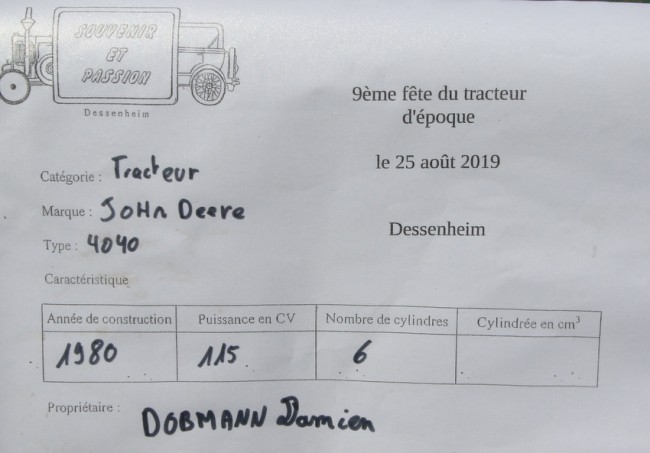 SOUVENIR
ET
PASSION
Dessenheim
9ème fête du tracteur
d'époque
le 25 août 2019
Dessenheim
Catégorie : Tracteur
Marque : JOHn Deere
Type : 4040
Caractéristique
Année de construction Puissance en CV Nombre de cylindres Cylindrée en cm³
1980 115 6
Propriétaire : DOBMANN Damien